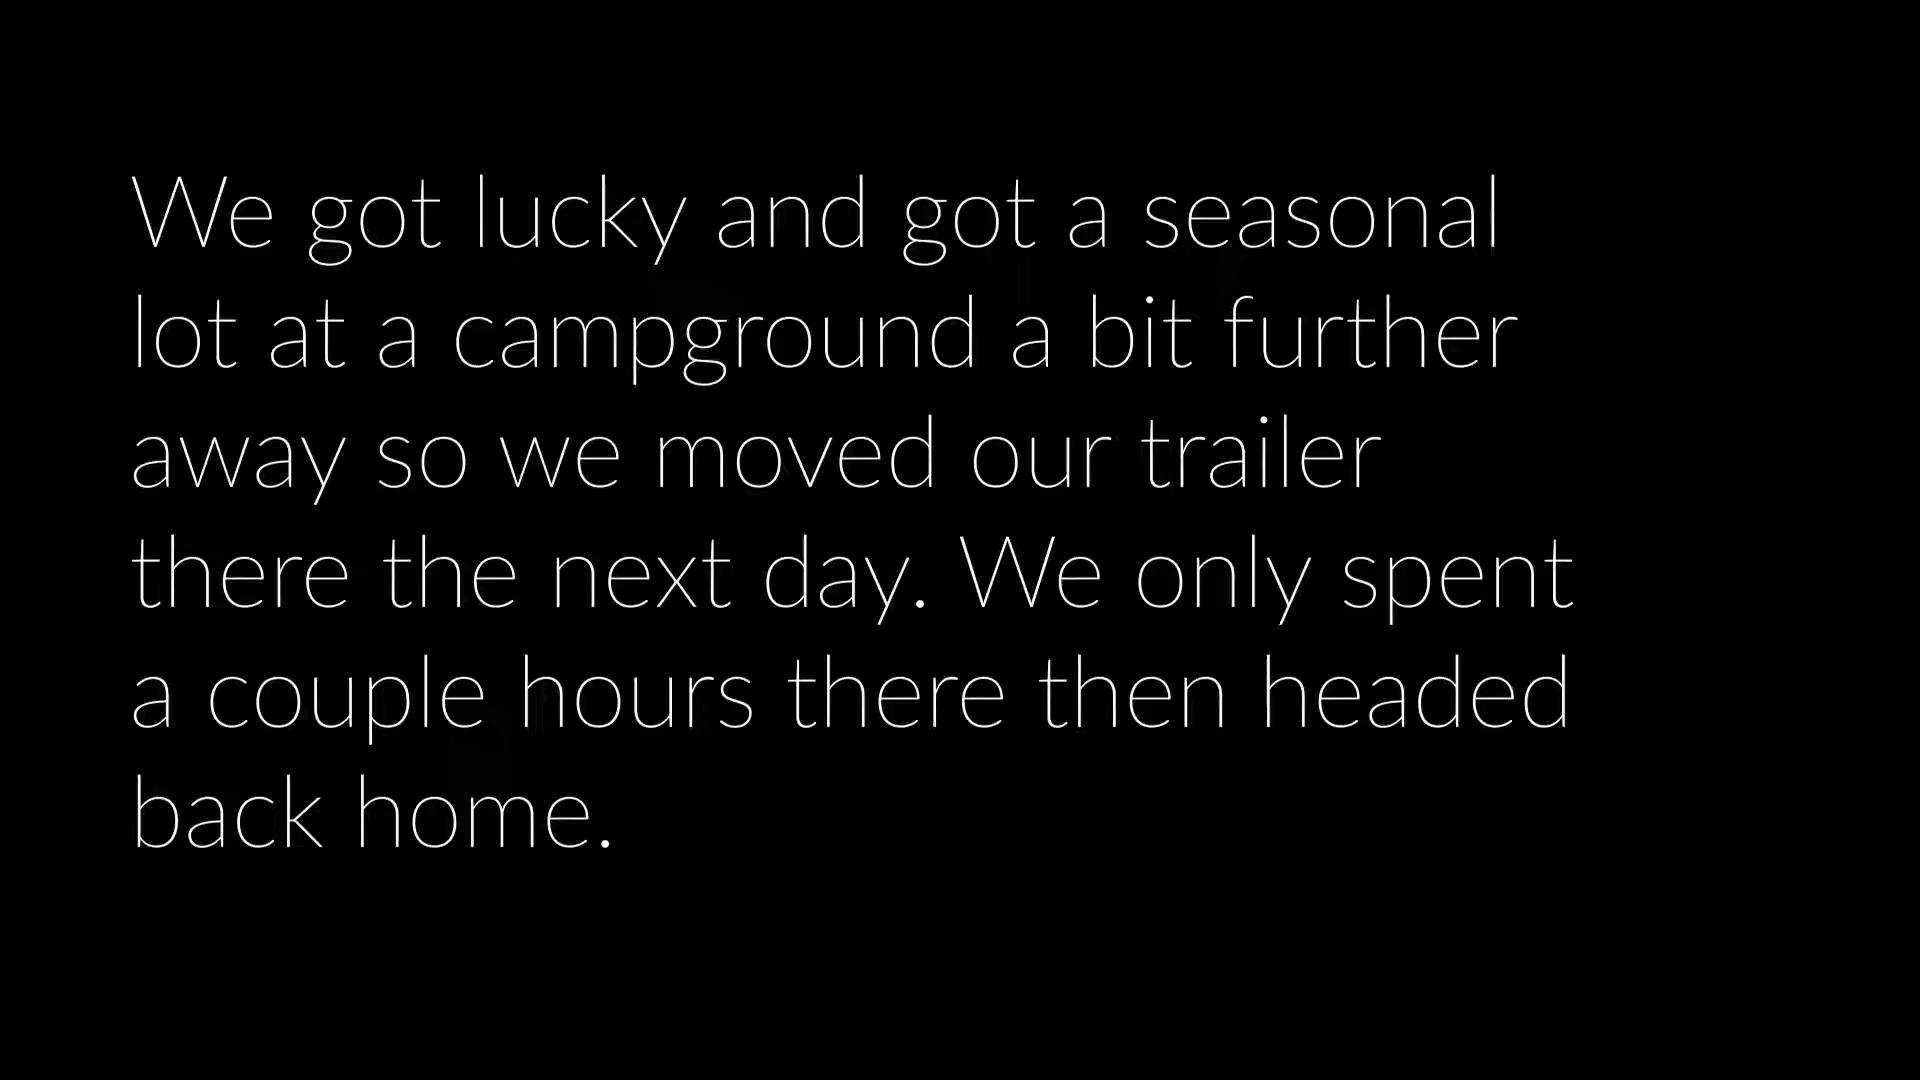 We got lucky and got a seasonal
lot at a campground a bit further
away so we moved our trailer
there the next day. We only spent
a couple hours there then headed
back home.